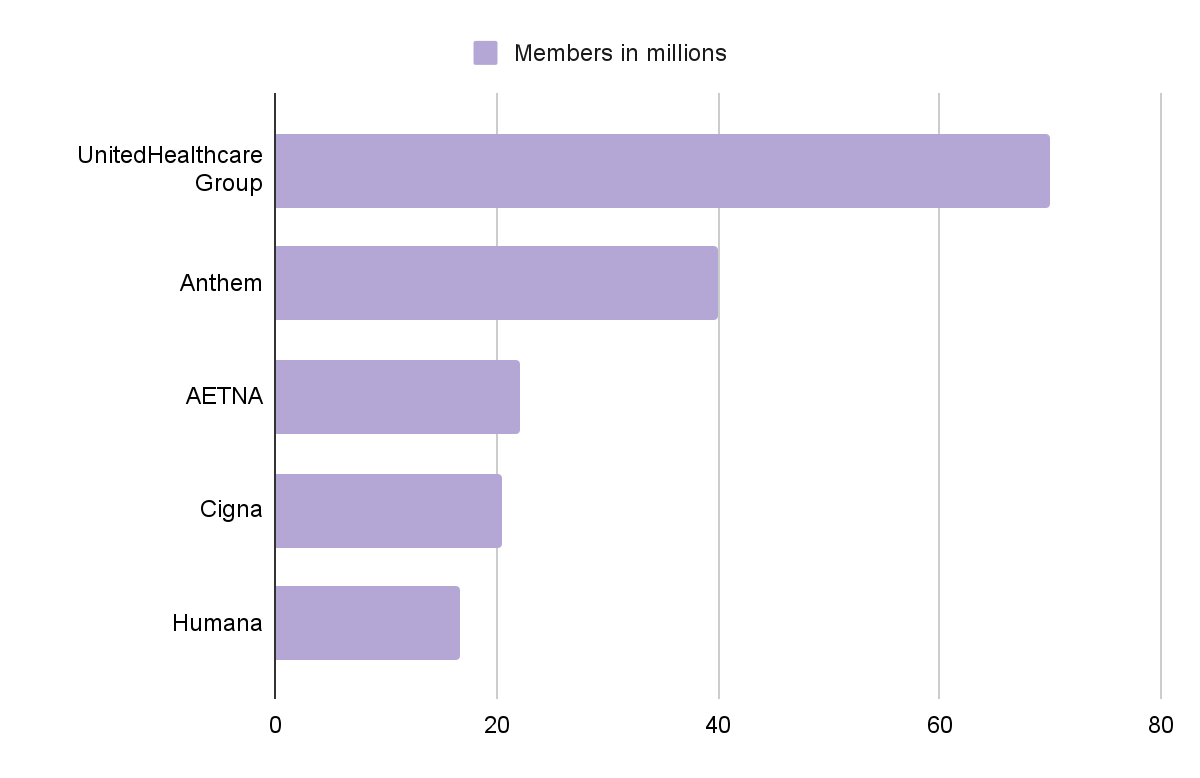 Members in millions
UnitedHealthcare
Group
Anthem
AETNA
Cigna
Humana
0 20 40 60 80